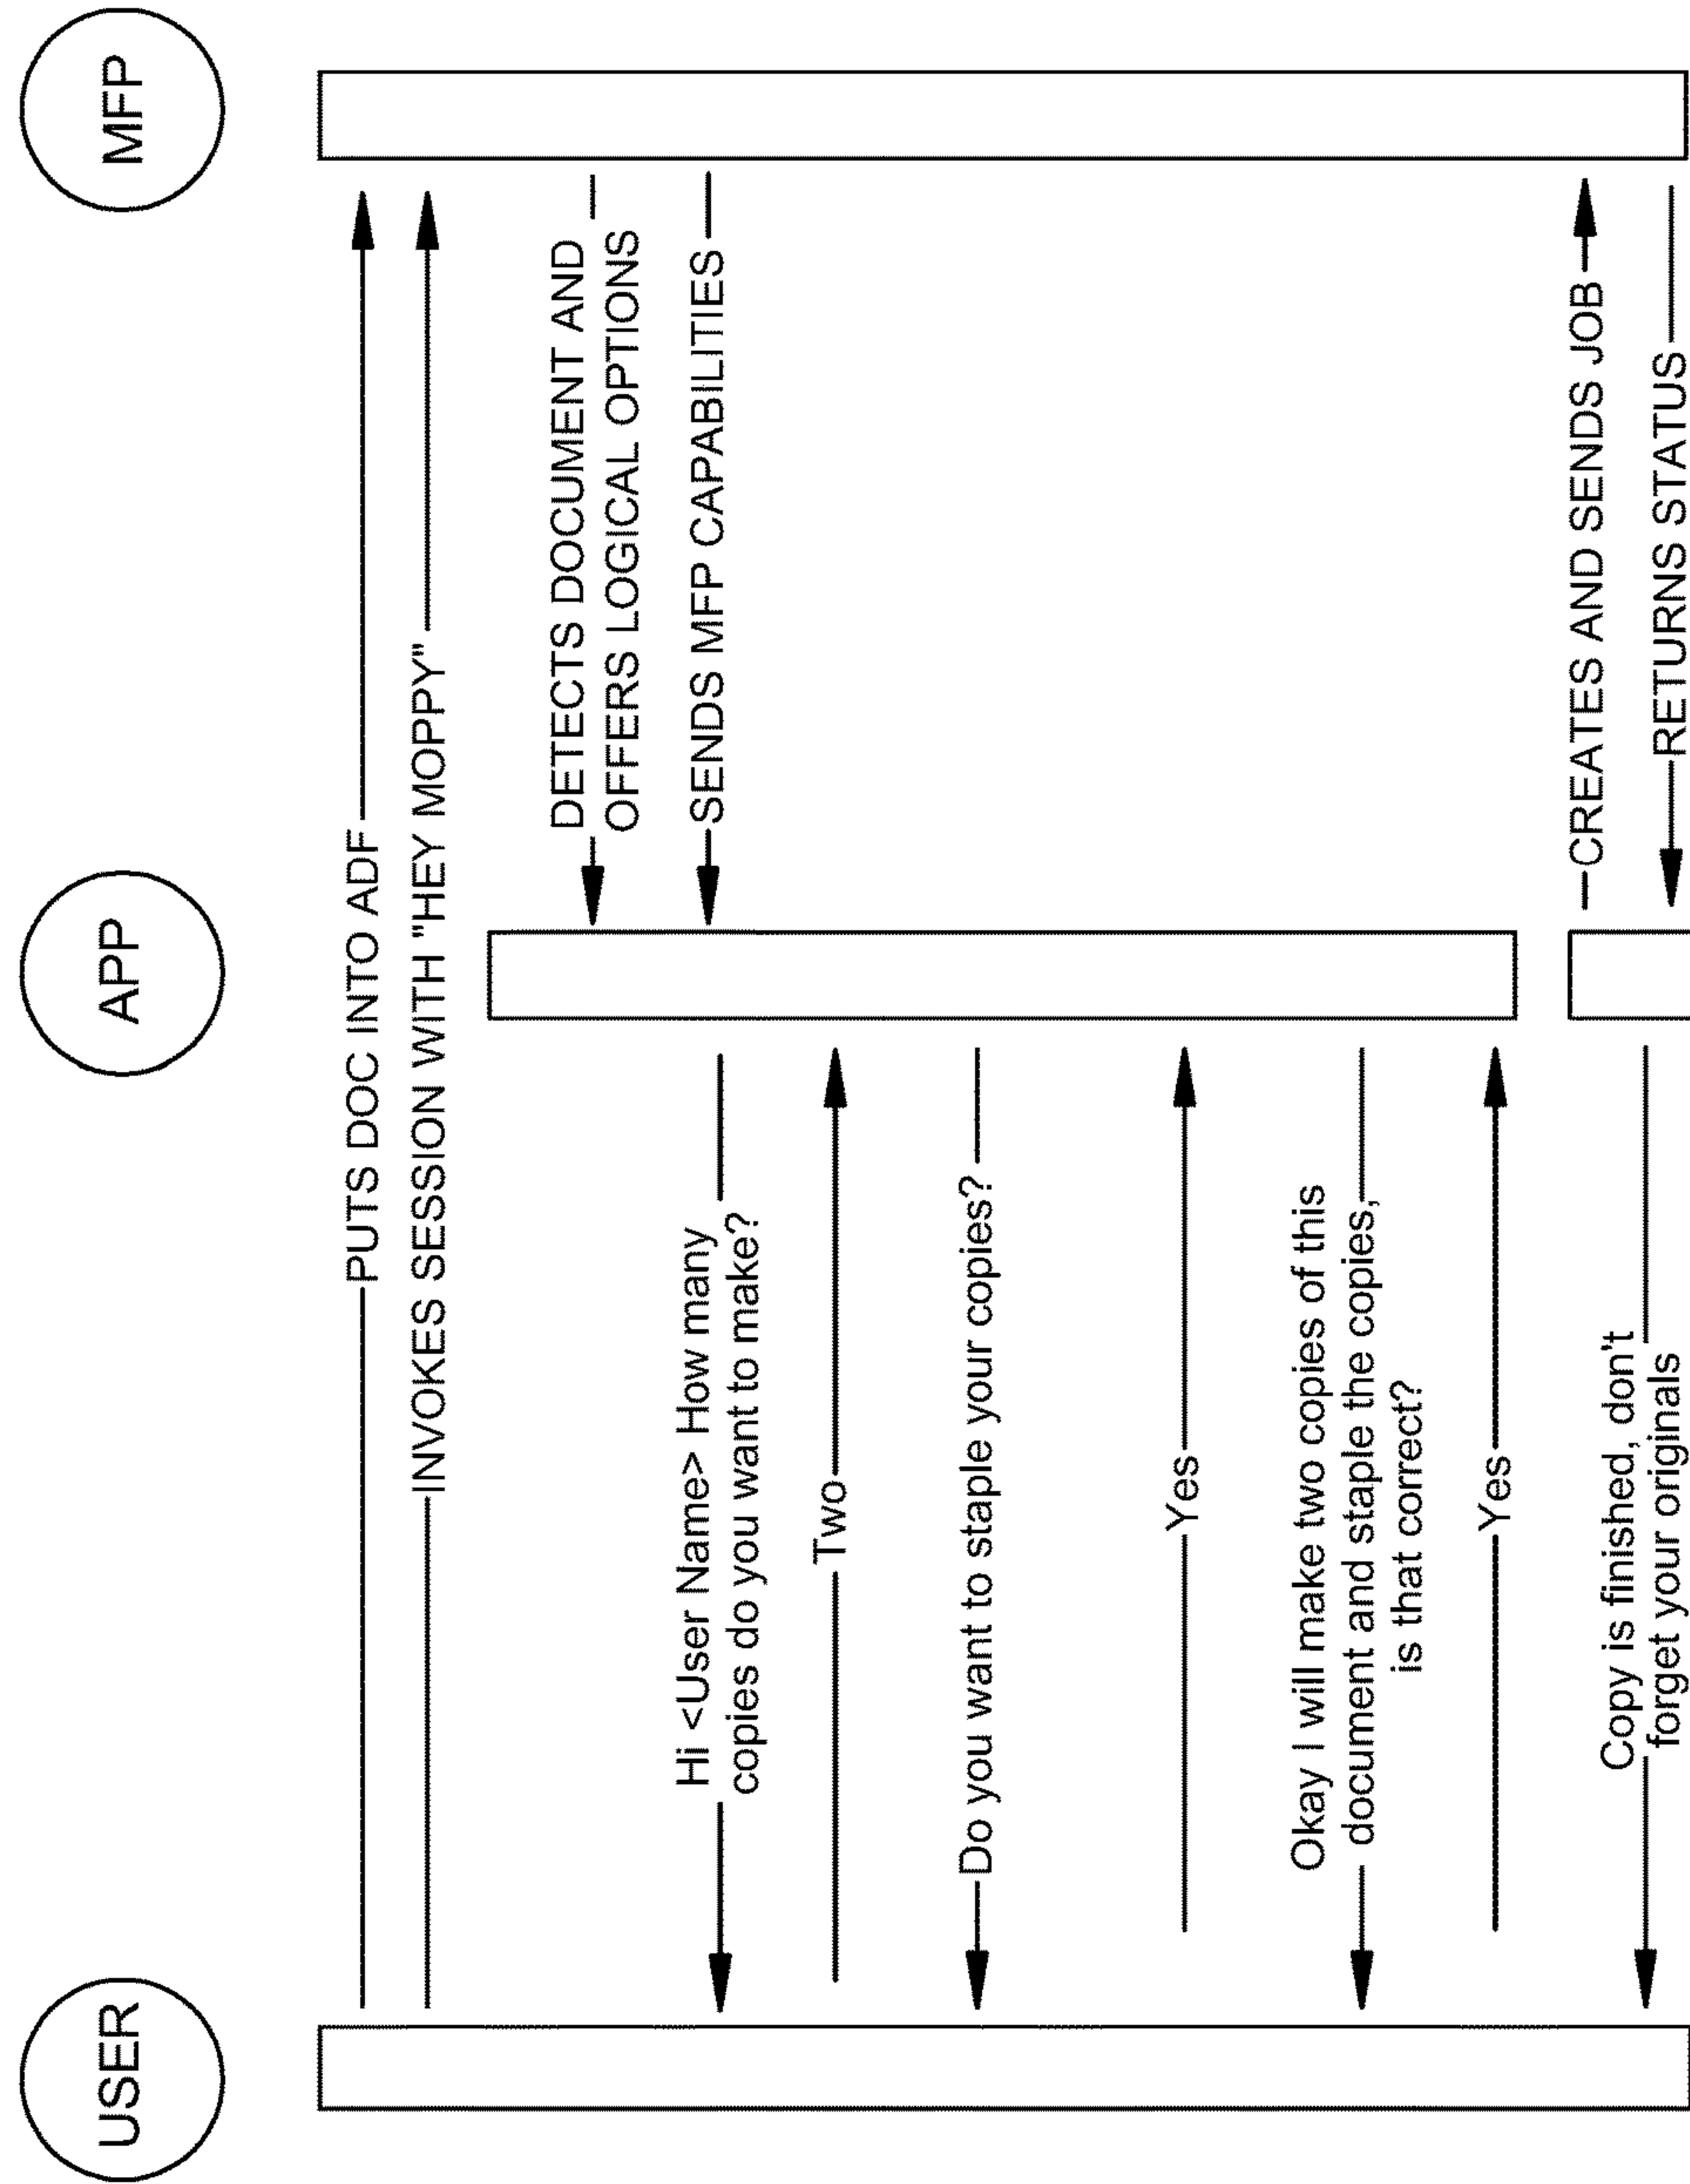 USER
APP
MFP
PUTS DOC INTO ADF
INVOKES SESSION WITH "HEY MOPPY"
DETECTS DOCUMENT AND
OFFERS LOGICAL OPTIONS
SENDS MFP CAPABILITIES
Hi <User Name> How many
copies do you want to make?
Two
Do you want to staple your copies?
Yes
Okay I will make two copies of this
document and staple the copies,
is that correct?
Yes
CREATES AND SENDS JOB
RETURNS STATUS
Copy is finished, don't
forget your originals